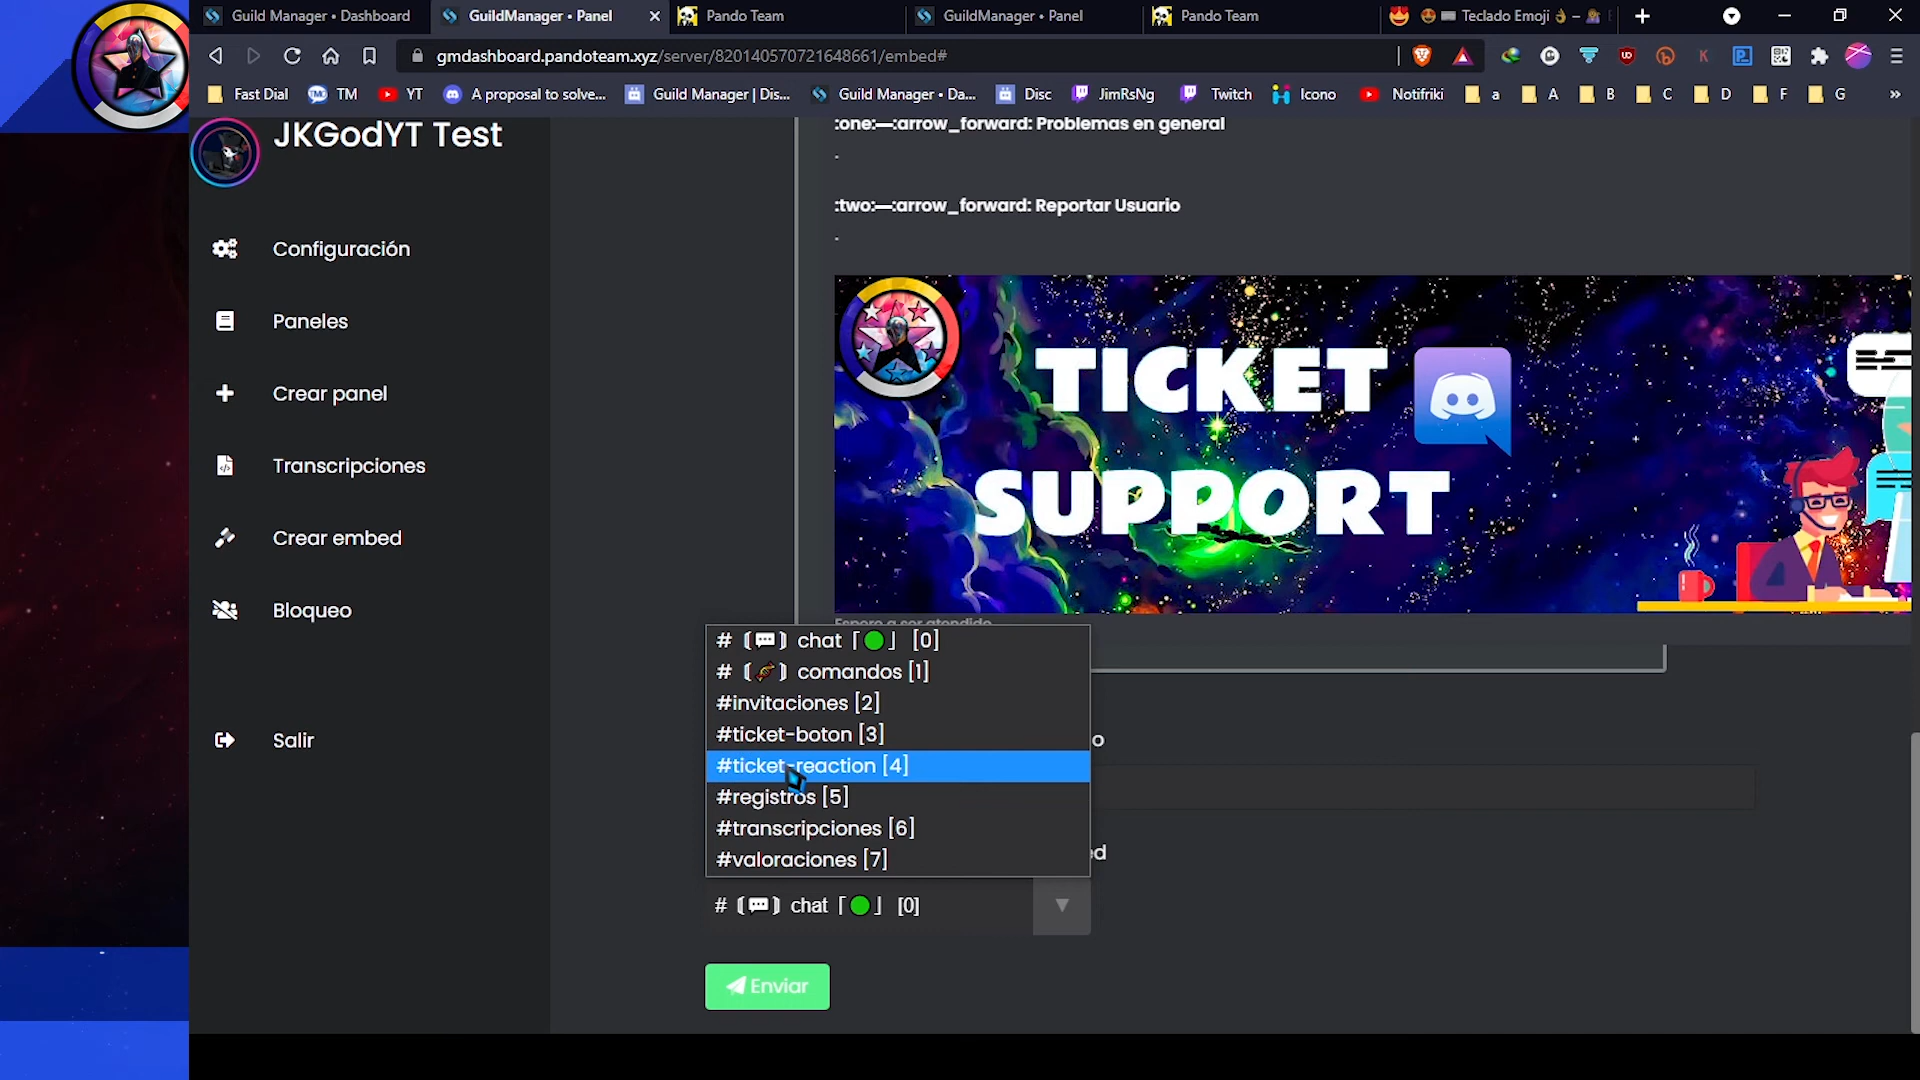 Guild Manager • Dashboard
GuildManager • Panel
Pando Team
GuildManager • Panel
Pando Team
Teclado Emoji
gmdashboard.pandoteam.xyz/server/820140570721648661/embed#
Fast Dial
TM
YT
A proposal to solve...
Guild Manager | Dis...
Guild Manager • Da...
Disc
JimRsNg
Twitch
Icono
Notifriki
a
A
B
C
D
F
G
»
JKGodYT Test
Configuración
Paneles
Crear panel
Transcripciones
Crear embed
Bloqueo
Salir
:one:—:arrow_forward: Problemas en general
.
:two:—:arrow_forward: Reportar Usuario
.
TICKET
SUPPORT
Espere a ser atendido
# 〘💬〙 chat「🟢」 [0]
# 〘🧨〙 comandos [1]
#invitaciones [2]
#ticket-boton [3]
#ticket-reaction [4]
#registros [5]
#transcripciones [6]
#valoraciones [7]
# 〘💬〙 chat「🟢」 [0]
Enviar